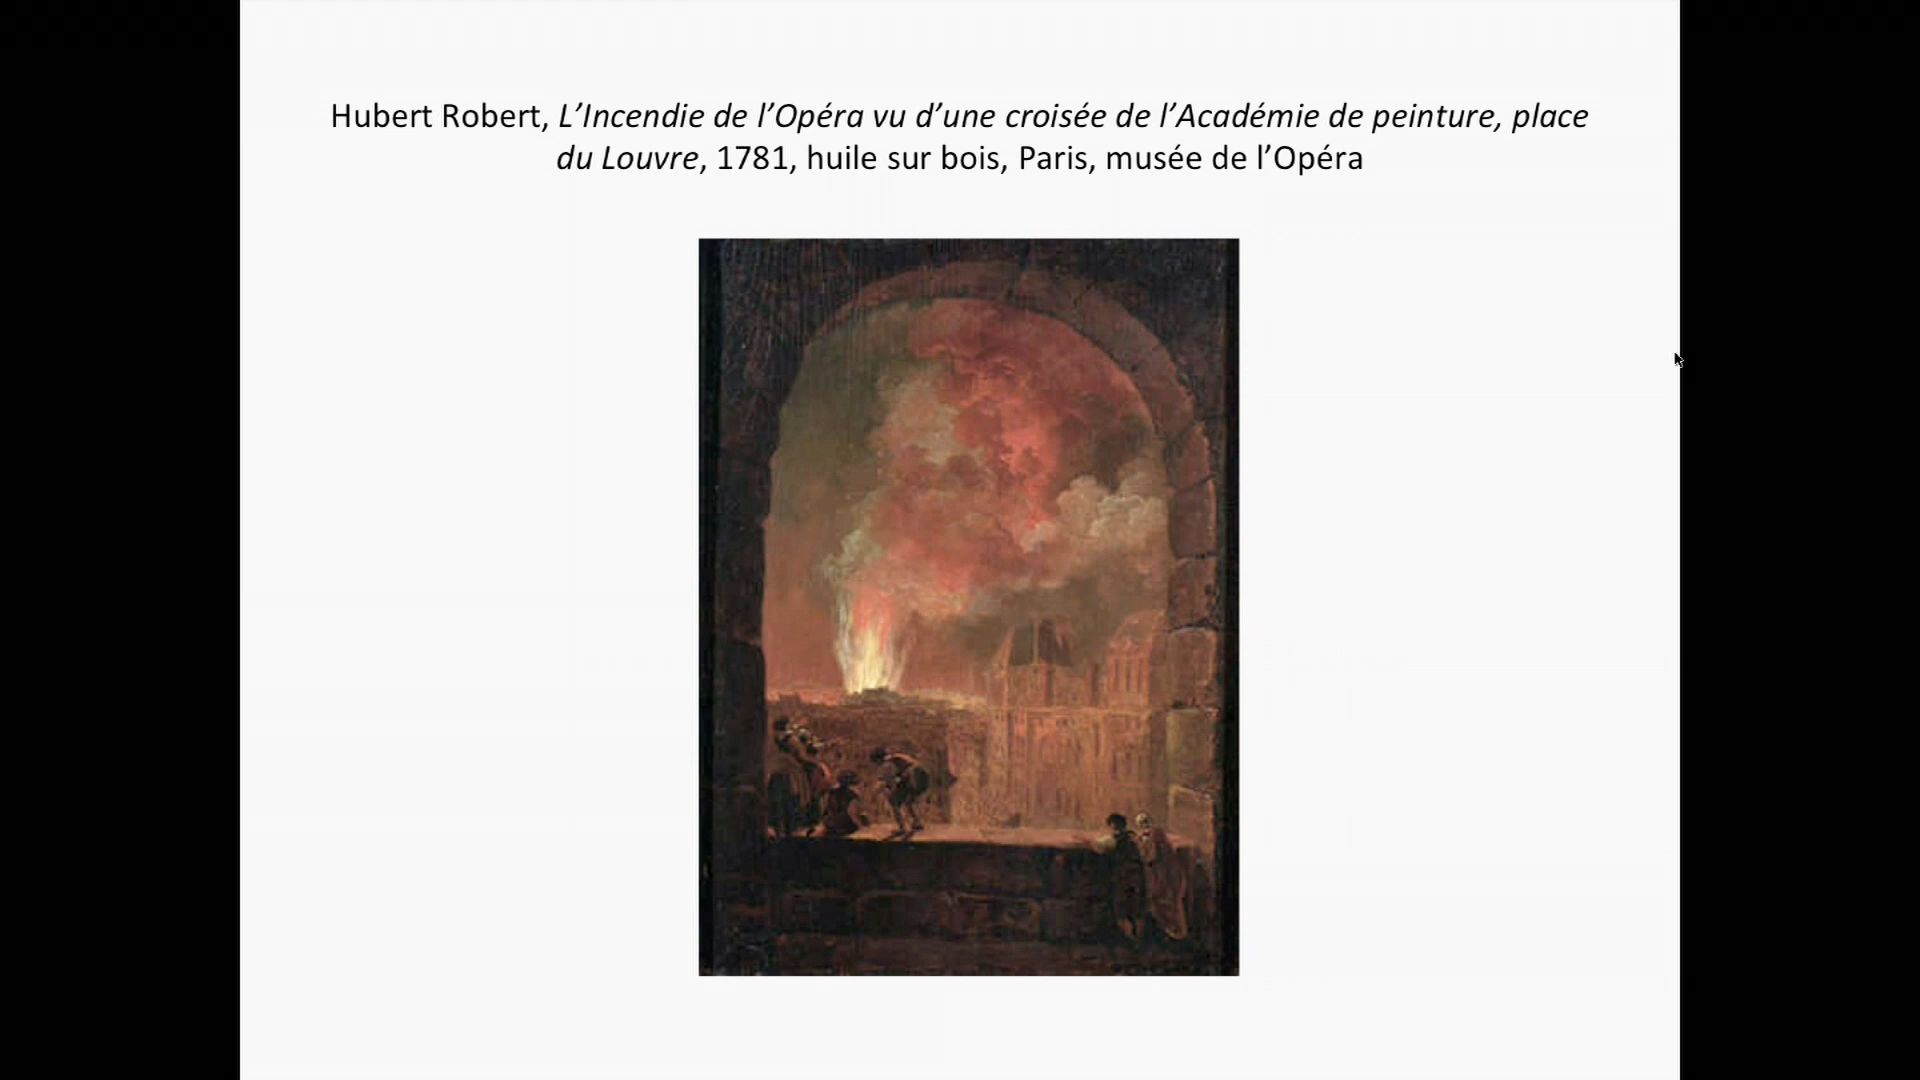 Hubert Robert, L’Incendie de l’Opéra vu d’une croisée de l’Académie de peinture, place
du Louvre, 1781, huile sur bois, Paris, musée de l’Opéra